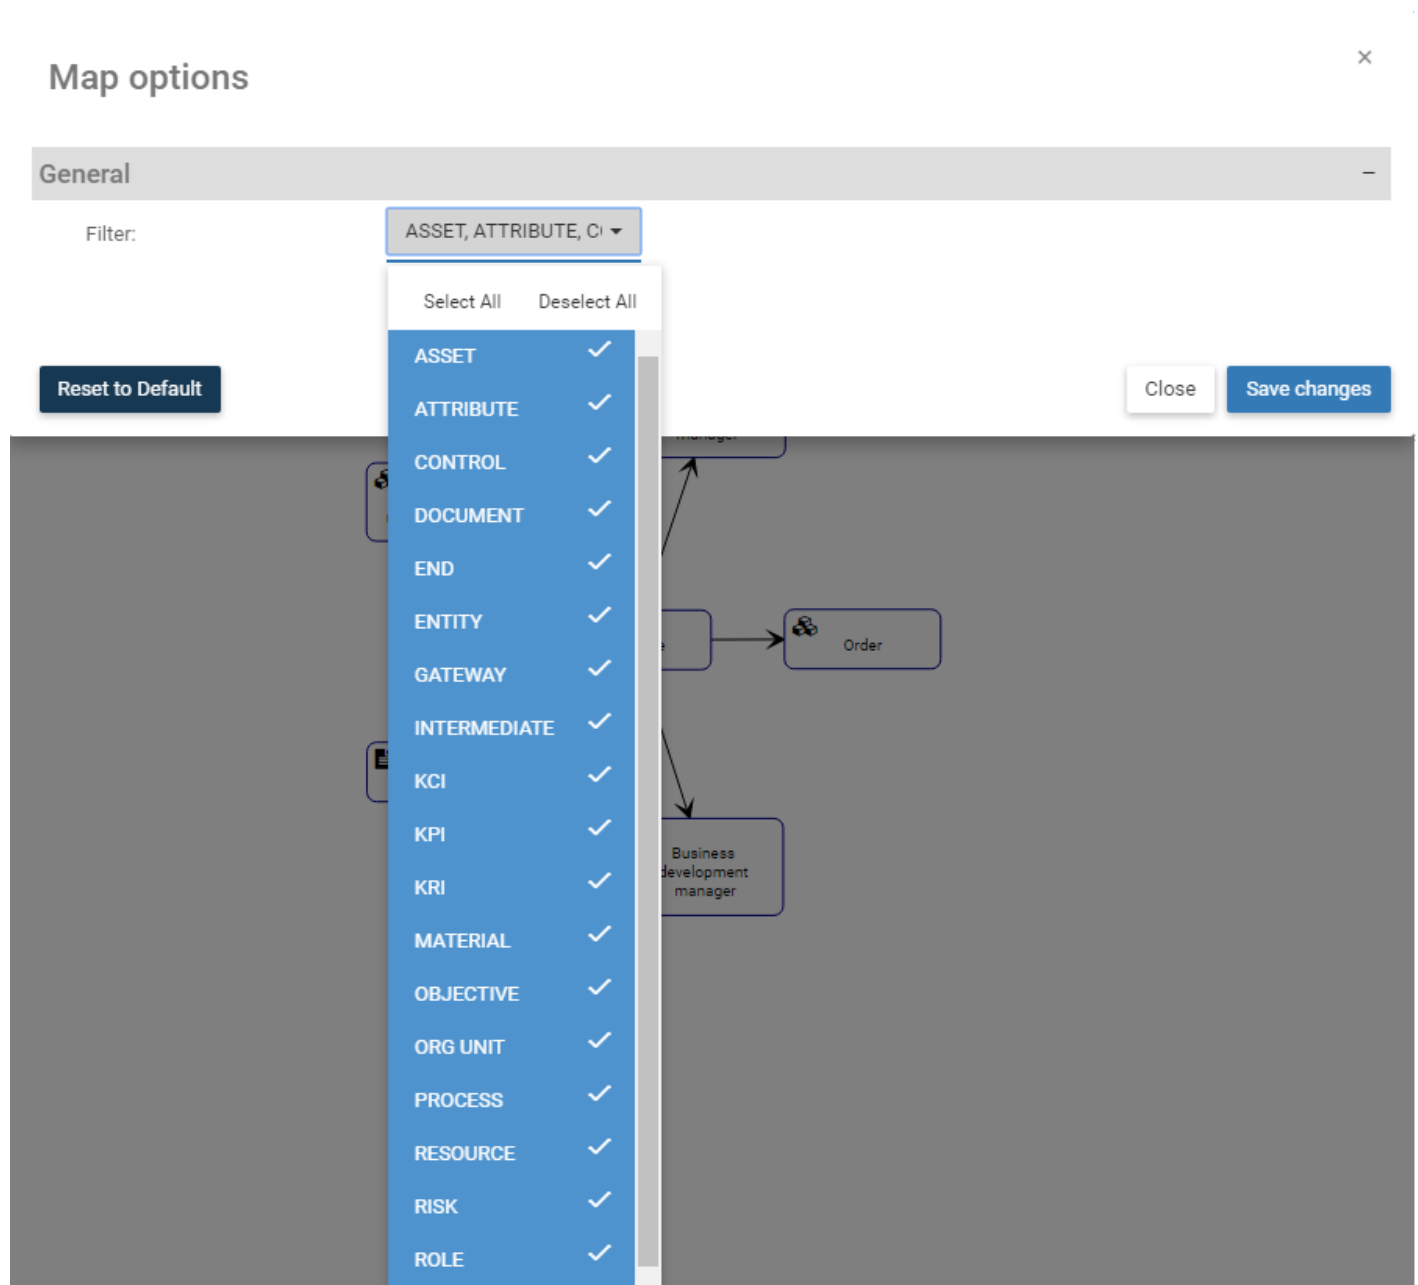 Map options
×
General
−
Filter:
ASSET, ATTRIBUTE, C
Select All Deselect All
ASSET
ATTRIBUTE
CONTROL
DOCUMENT
END
ENTITY
GATEWAY
INTERMEDIATE
KCI
KPI
KRI
MATERIAL
OBJECTIVE
ORG UNIT
PROCESS
RESOURCE
RISK
ROLE
Reset to Default
Close
Save changes
manager
e
Order
Business
development
manager